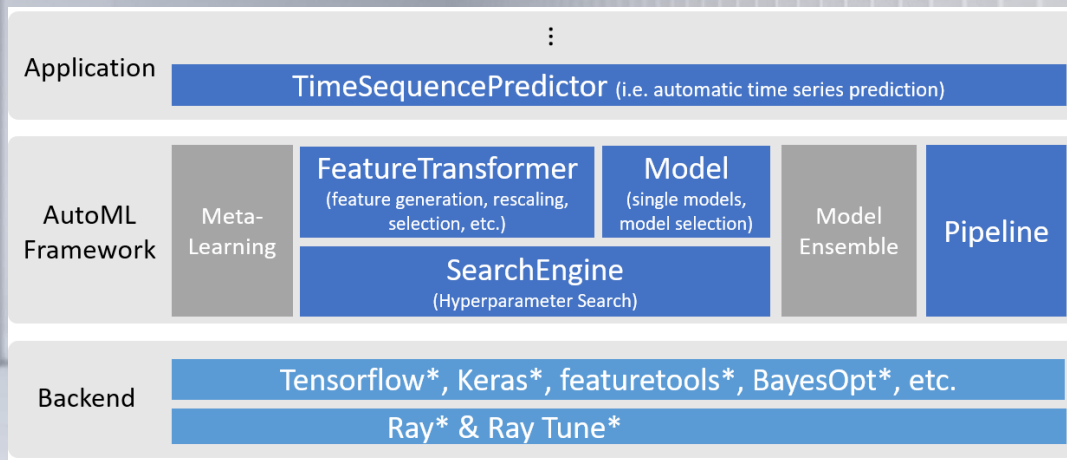 ⋮
Application
TimeSequencePredictor (i.e. automatic time series prediction)
AutoML
Framework
Meta-
Learning
FeatureTransformer
(feature generation, rescaling,
selection, etc.)
Model
(single models,
model selection)
SearchEngine
(Hyperparameter Search)
Model
Ensemble
Pipeline
Backend
Tensorflow*, Keras*, featuretools*, BayesOpt*, etc.
Ray* & Ray Tune*